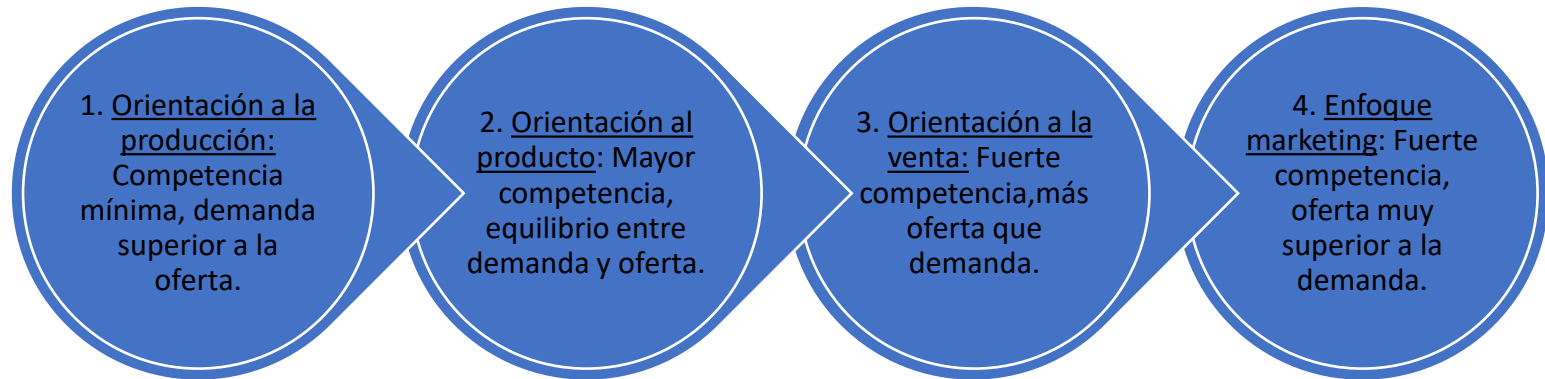 1. Orientación a la
producción:
Competencia
mínima, demanda
superior a la
oferta.
2. Orientación al
producto: Mayor
competencia,
equilibrio entre
demanda y oferta.
3. Orientación a la
venta: Fuerte
competencia,más
oferta que
demanda.
4. Enfoque
marketing: Fuerte
competencia,
oferta muy
superior a la
demanda.